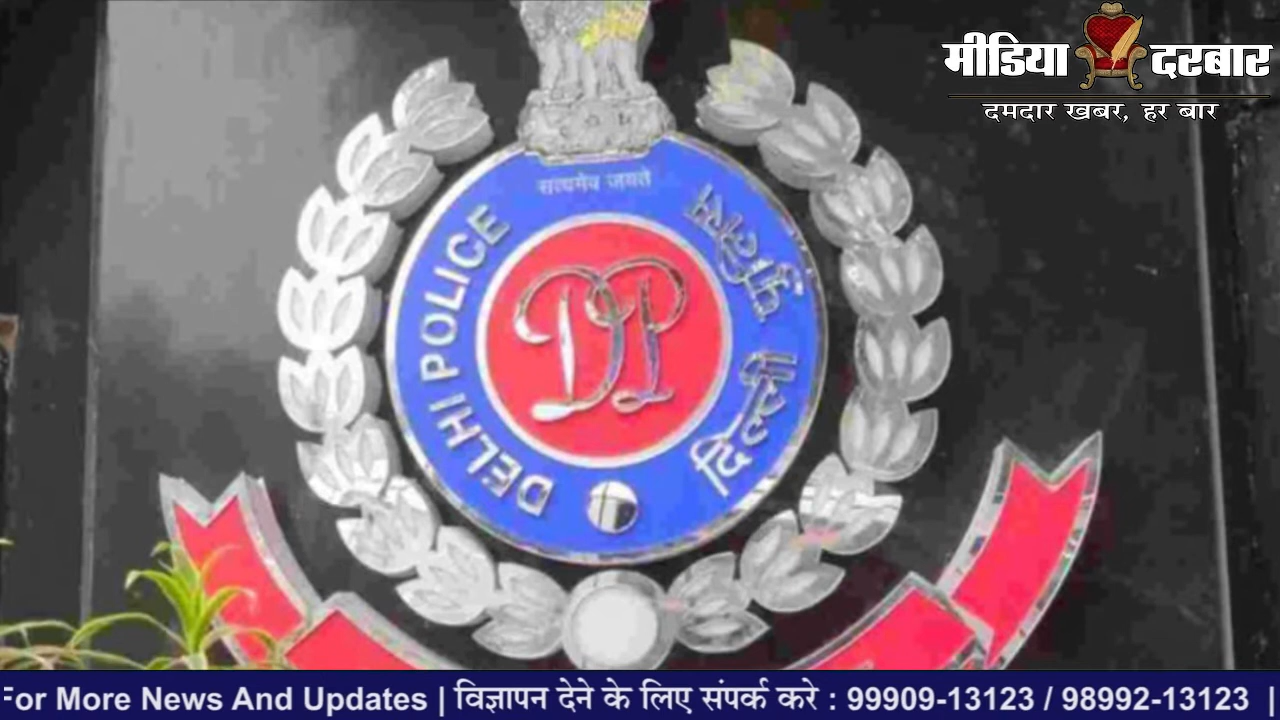 मीडिया दरबार
दमदार खबर, हर बार
सत्यमेव जयते
DELHI POLICE
दिल्ली पुलिस
DP
For More News And Updates | विज्ञापन देने के लिए संपर्क करे : 99909-13123 / 98992-13123 |